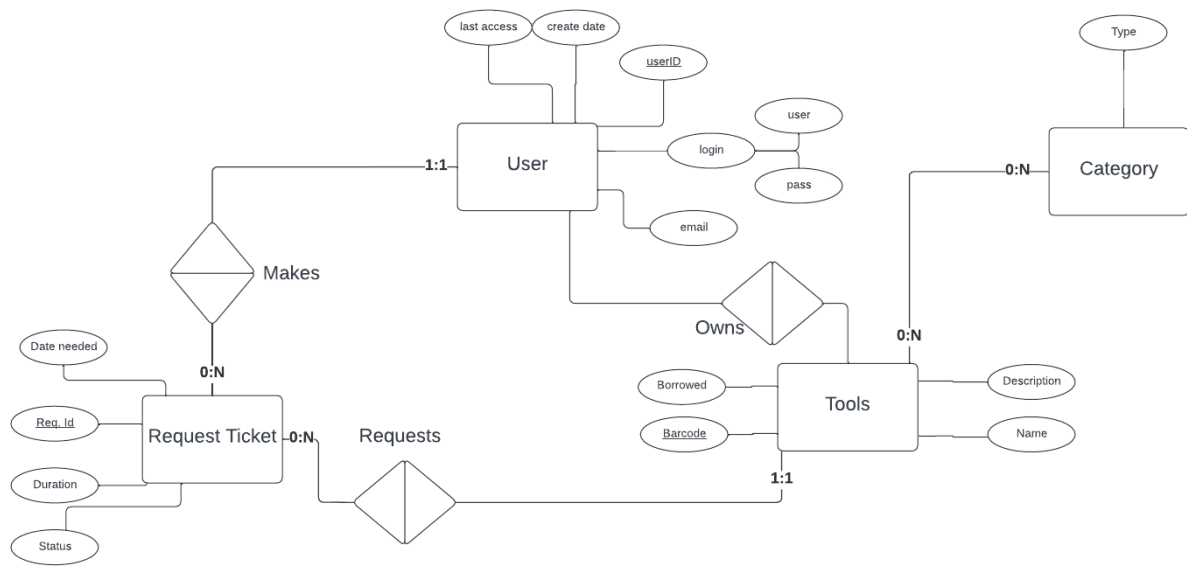 last access
create date
Type
userID
user
User
login
1:1
0:N
Category
pass
email
Makes
Owns
0:N
Date needed
0:N
Borrowed
Description
Tools
Req. Id
Request Ticket
0:N
Requests
Barcode
Name
Duration
1:1
Status